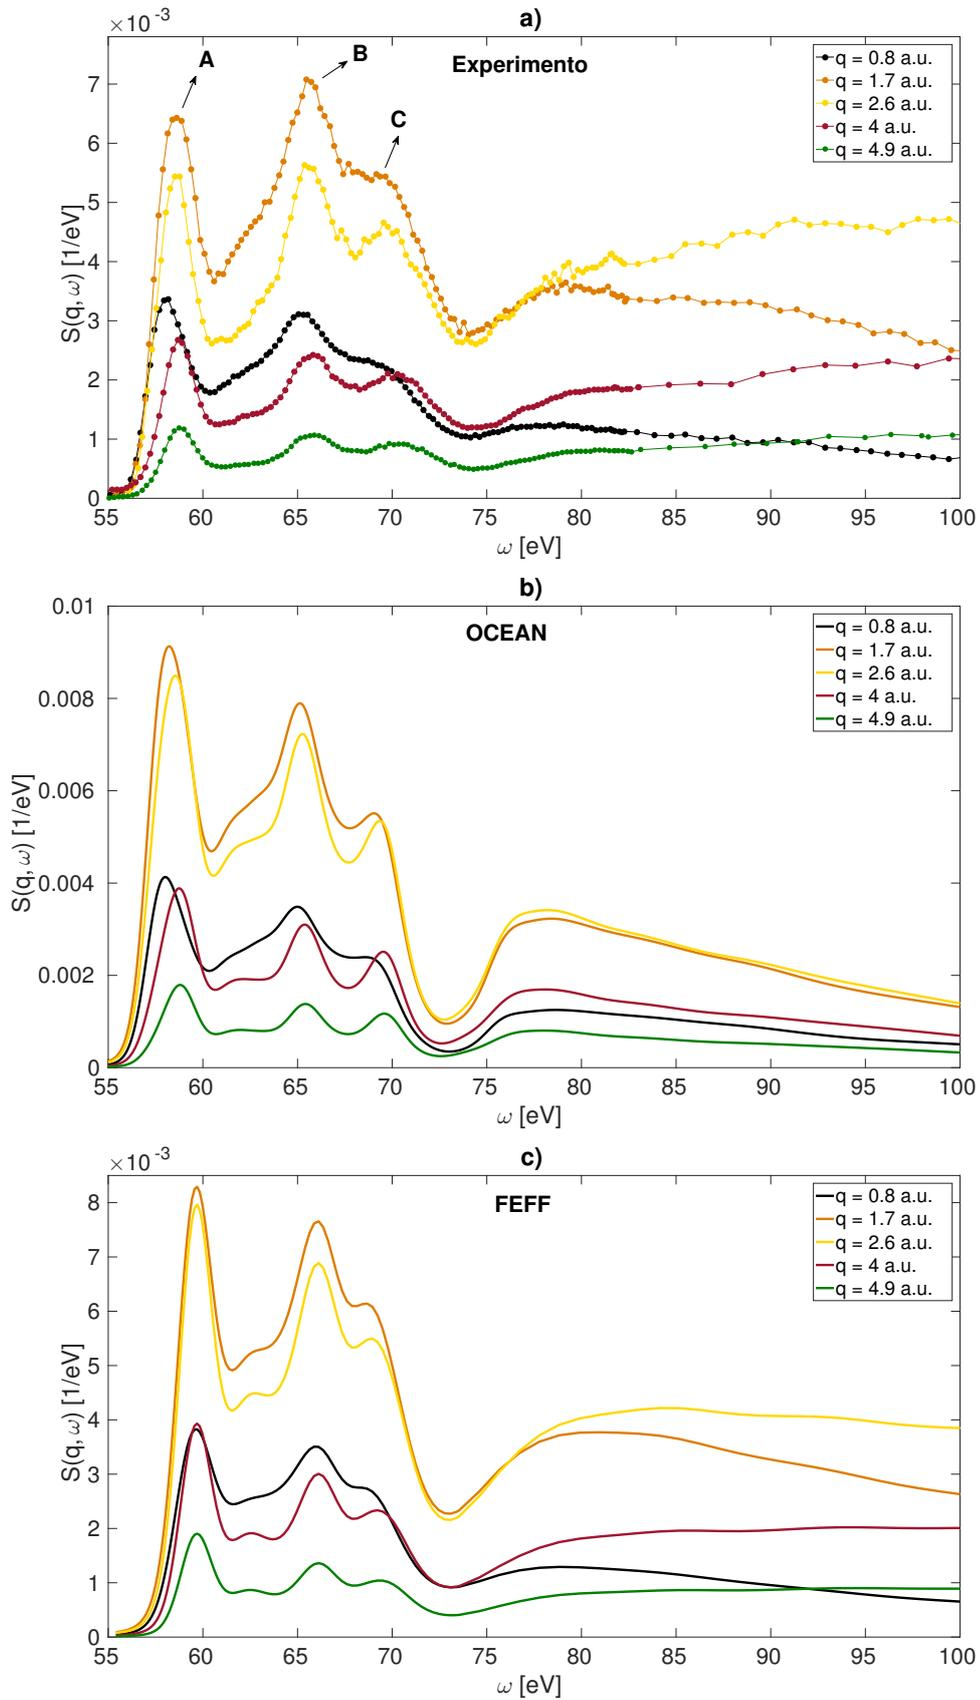 a)
×10⁻³
Experimento
A
B
C
q = 0.8 a.u.
q = 1.7 a.u.
q = 2.6 a.u.
q = 4 a.u.
q = 4.9 a.u.
S(q, ω) [1/eV]
7
6
5
4
3
2
1
0
55 60 65 70 75 80 85 90 95 100
ω [eV]
b)
OCEAN
q = 0.8 a.u.
q = 1.7 a.u.
q = 2.6 a.u.
q = 4 a.u.
q = 4.9 a.u.
S(q, ω) [1/eV]
0.01
0.008
0.006
0.004
0.002
0
55 60 65 70 75 80 85 90 95 100
ω [eV]
c)
×10⁻³
FEFF
q = 0.8 a.u.
q = 1.7 a.u.
q = 2.6 a.u.
q = 4 a.u.
q = 4.9 a.u.
S(q, ω) [1/eV]
8
7
6
5
4
3
2
1
0
55 60 65 70 75 80 85 90 95 100
ω [eV]